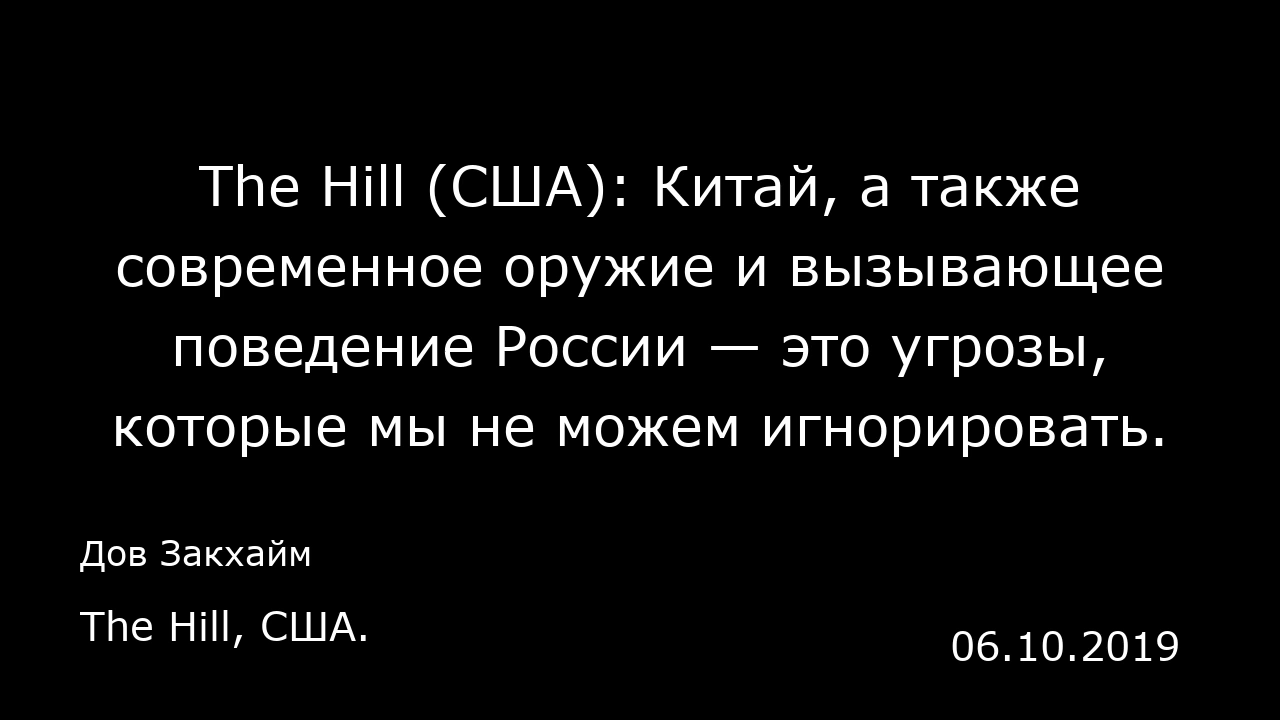 The Hill (США): Китай, а также
современное оружие и вызывающее
поведение России — это угрозы,
которые мы не можем игнорировать.
Дов Закхайм
The Hill, США.
06.10.2019